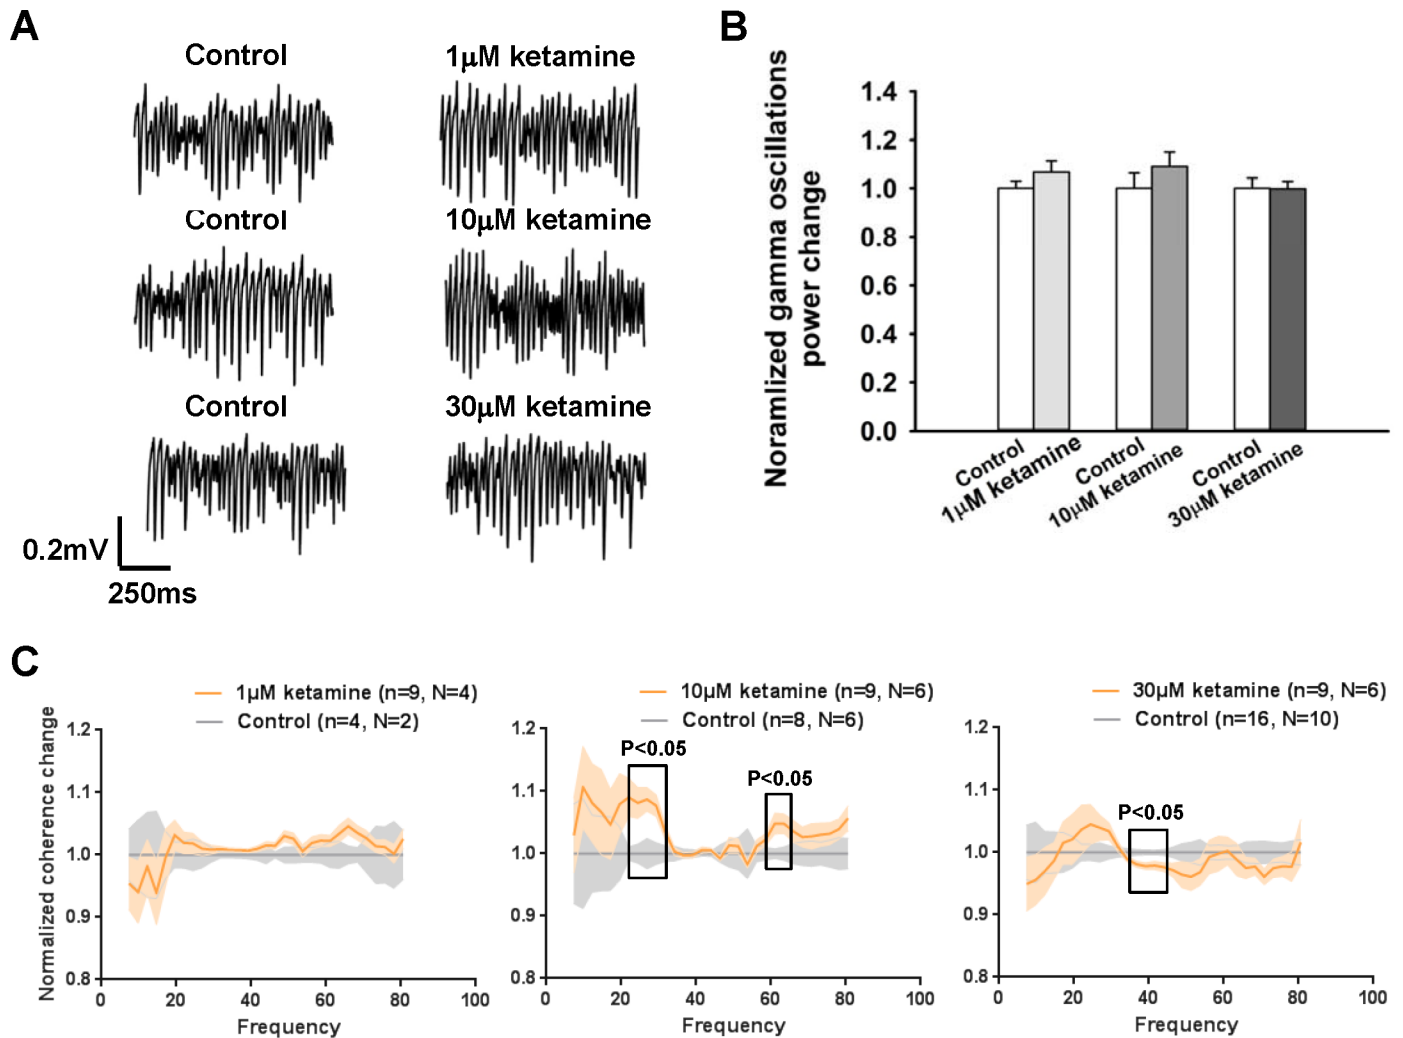 A
Control
1μM ketamine
Control
10μM ketamine
Control
30μM ketamine
0.2mV
250ms
B
Noramlized gamma oscillations
power change
1.4
1.2
1.0
0.8
0.6
0.4
0.2
0.0
Control
1μM ketamine
Control
10μM ketamine
Control
30μM ketamine
C
Normalized coherence change
1μM ketamine (n=9, N=4)
Control (n=4, N=2)
1.2
1.1
1.0
0.9
0.8
0
20
40
60
80
100
Frequency
10μM ketamine (n=9, N=6)
Control (n=8, N=6)
P<0.05
P<0.05
1.2
1.1
1.0
0.9
0.8
0
20
40
60
80
100
Frequency
30μM ketamine (n=9, N=6)
Control (n=16, N=10)
P<0.05
1.2
1.1
1.0
0.9
0.8
0
20
40
60
80
100
Frequency